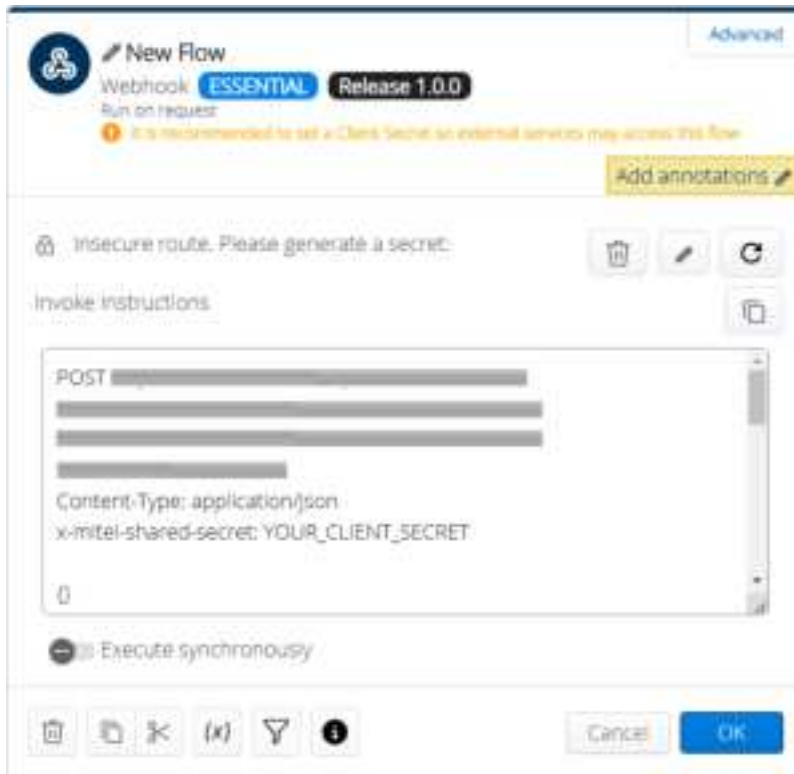 Advanced
New Flow
Webhook ESSENTIAL Release 1.0.0
Run on request
It is recommended to set a Client Secret so external services may access this flow
Add annotations
Insecure route. Please generate a secret.
Invoke instructions
POST
Content-Type: application/json
x-mitel-shared-secret: YOUR_CLIENT_SECRET
{}
Execute synchronously
(x)
Cancel OK